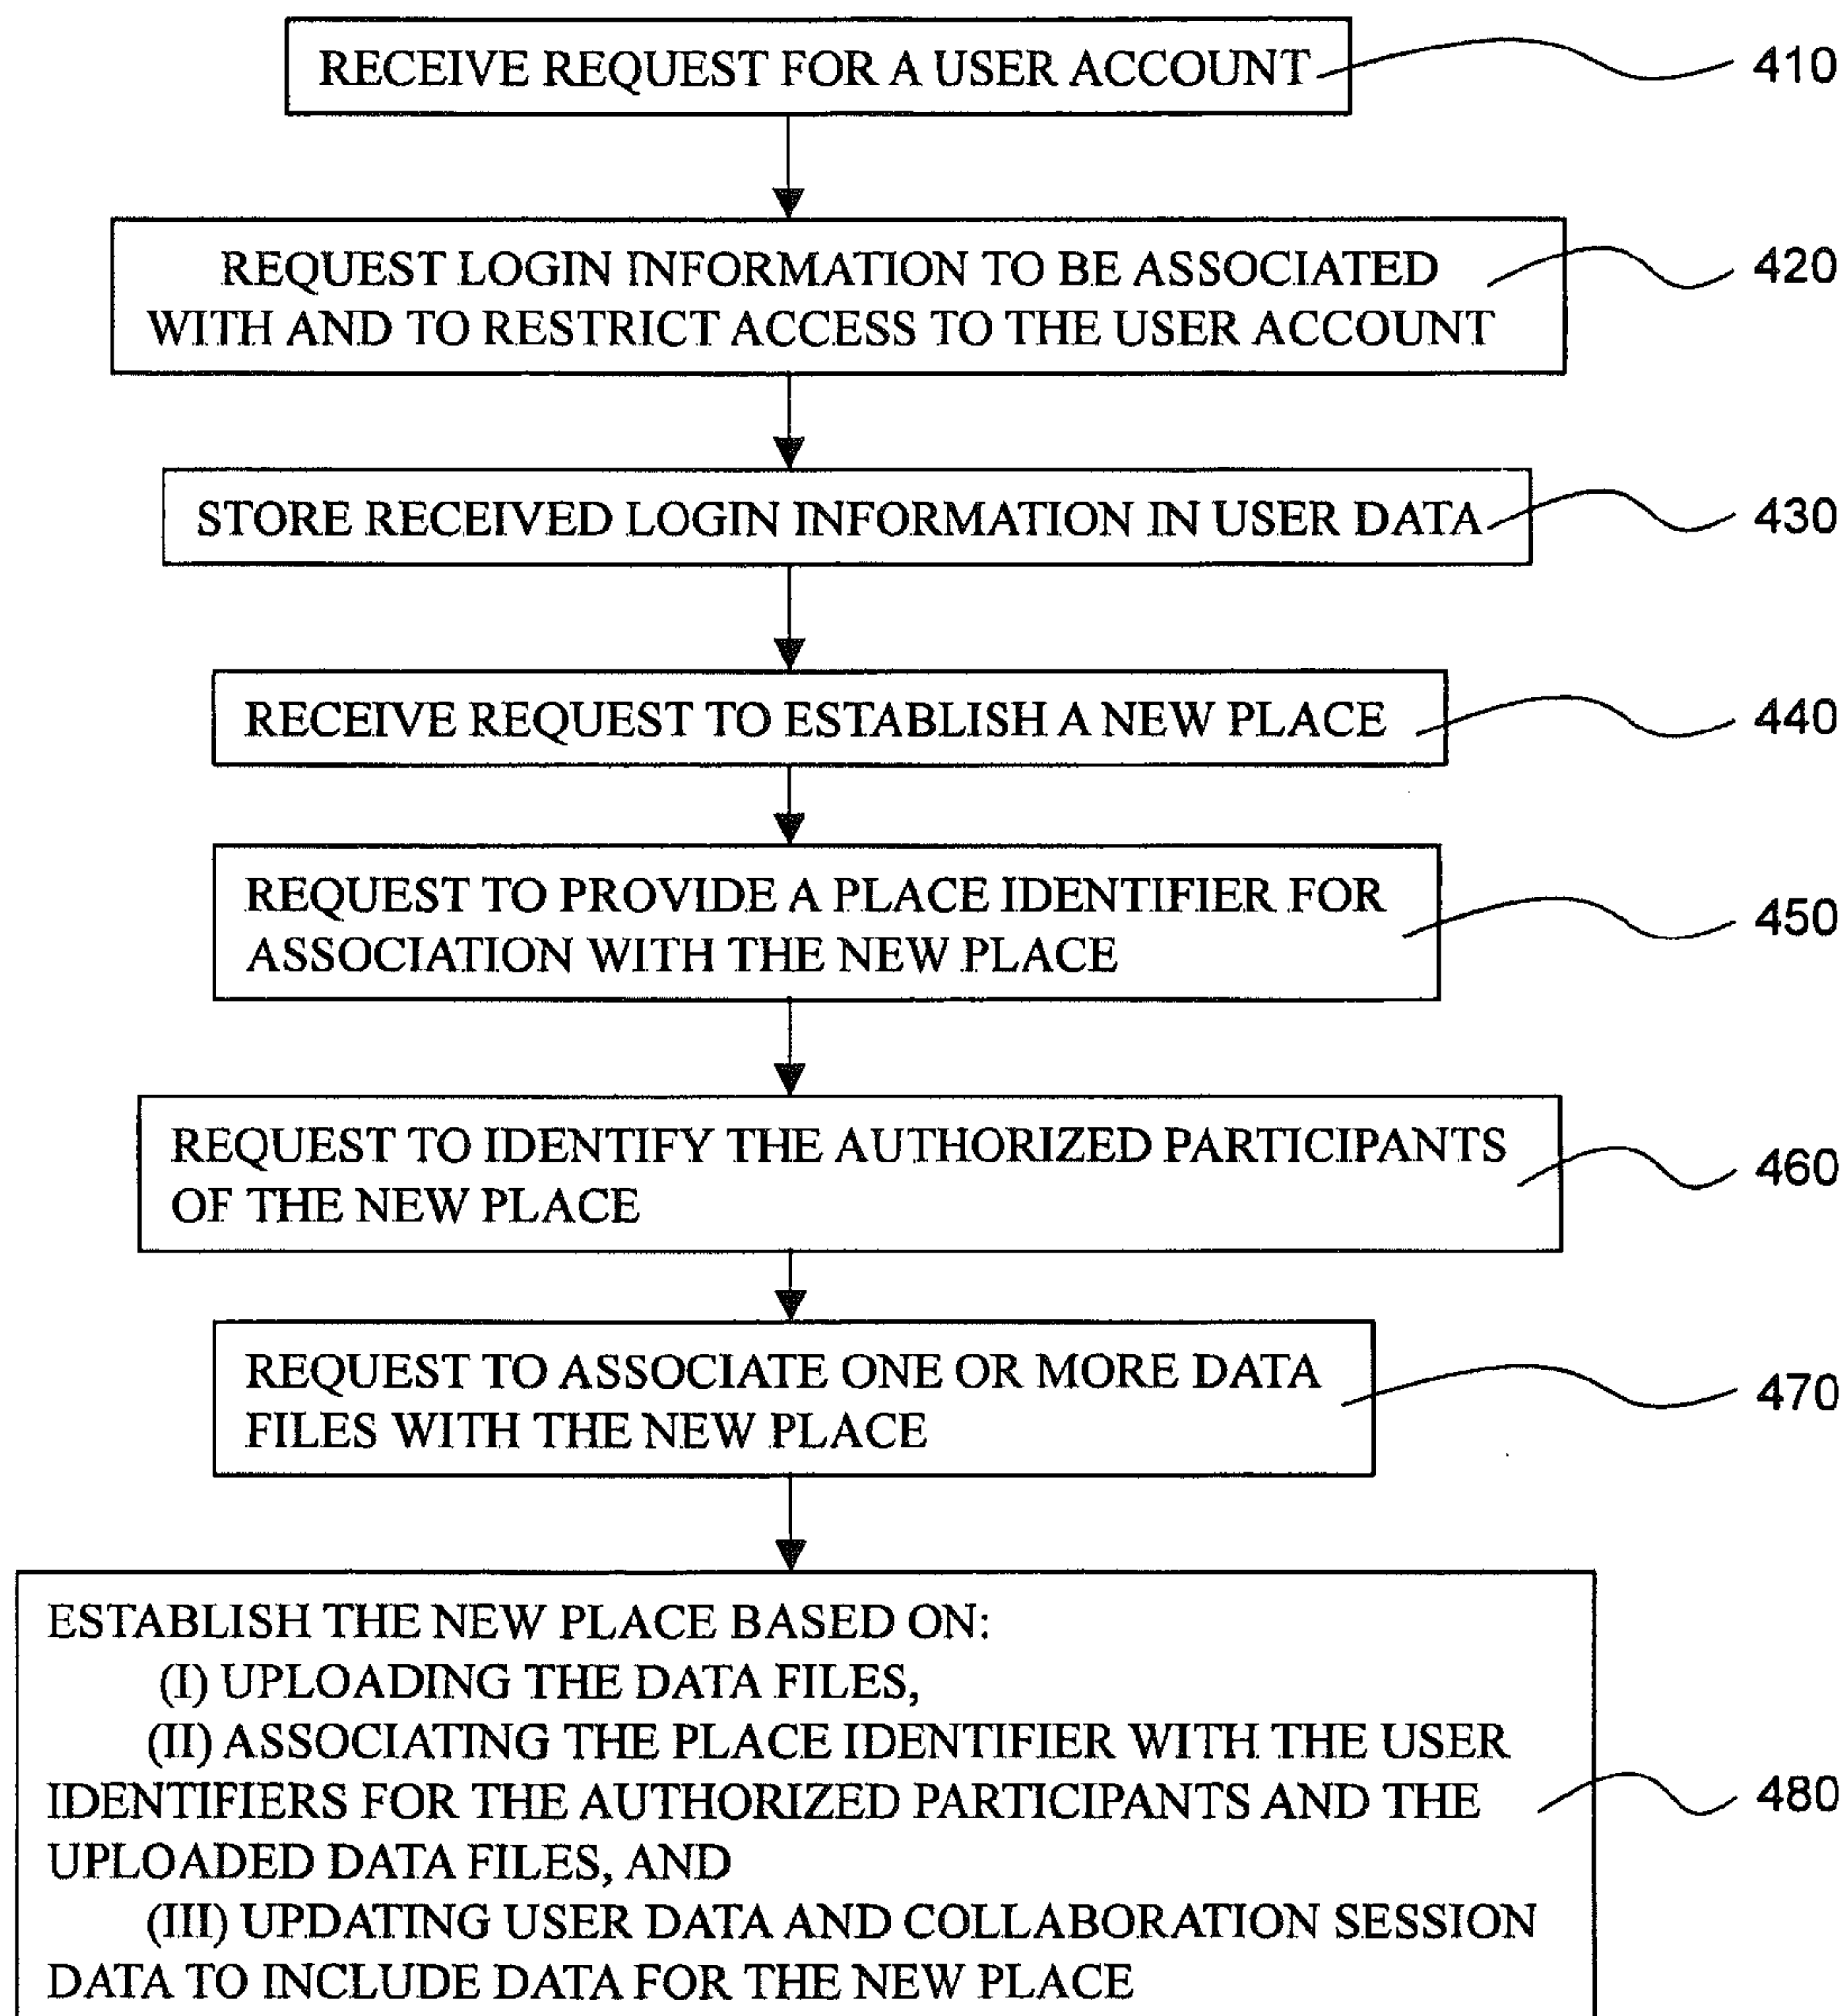 RECEIVE REQUEST FOR A USER ACCOUNT
410
REQUEST LOGIN INFORMATION TO BE ASSOCIATED
WITH AND TO RESTRICT ACCESS TO THE USER ACCOUNT
420
STORE RECEIVED LOGIN INFORMATION IN USER DATA
430
RECEIVE REQUEST TO ESTABLISH A NEW PLACE
440
REQUEST TO PROVIDE A PLACE IDENTIFIER FOR
ASSOCIATION WITH THE NEW PLACE
450
REQUEST TO IDENTIFY THE AUTHORIZED PARTICIPANTS
OF THE NEW PLACE
460
REQUEST TO ASSOCIATE ONE OR MORE DATA
FILES WITH THE NEW PLACE
470
ESTABLISH THE NEW PLACE BASED ON:
(I) UPLOADING THE DATA FILES,
(II) ASSOCIATING THE PLACE IDENTIFIER WITH THE USER
IDENTIFIERS FOR THE AUTHORIZED PARTICIPANTS AND THE
UPLOADED DATA FILES, AND
(III) UPDATING USER DATA AND COLLABORATION SESSION
DATA TO INCLUDE DATA FOR THE NEW PLACE
480